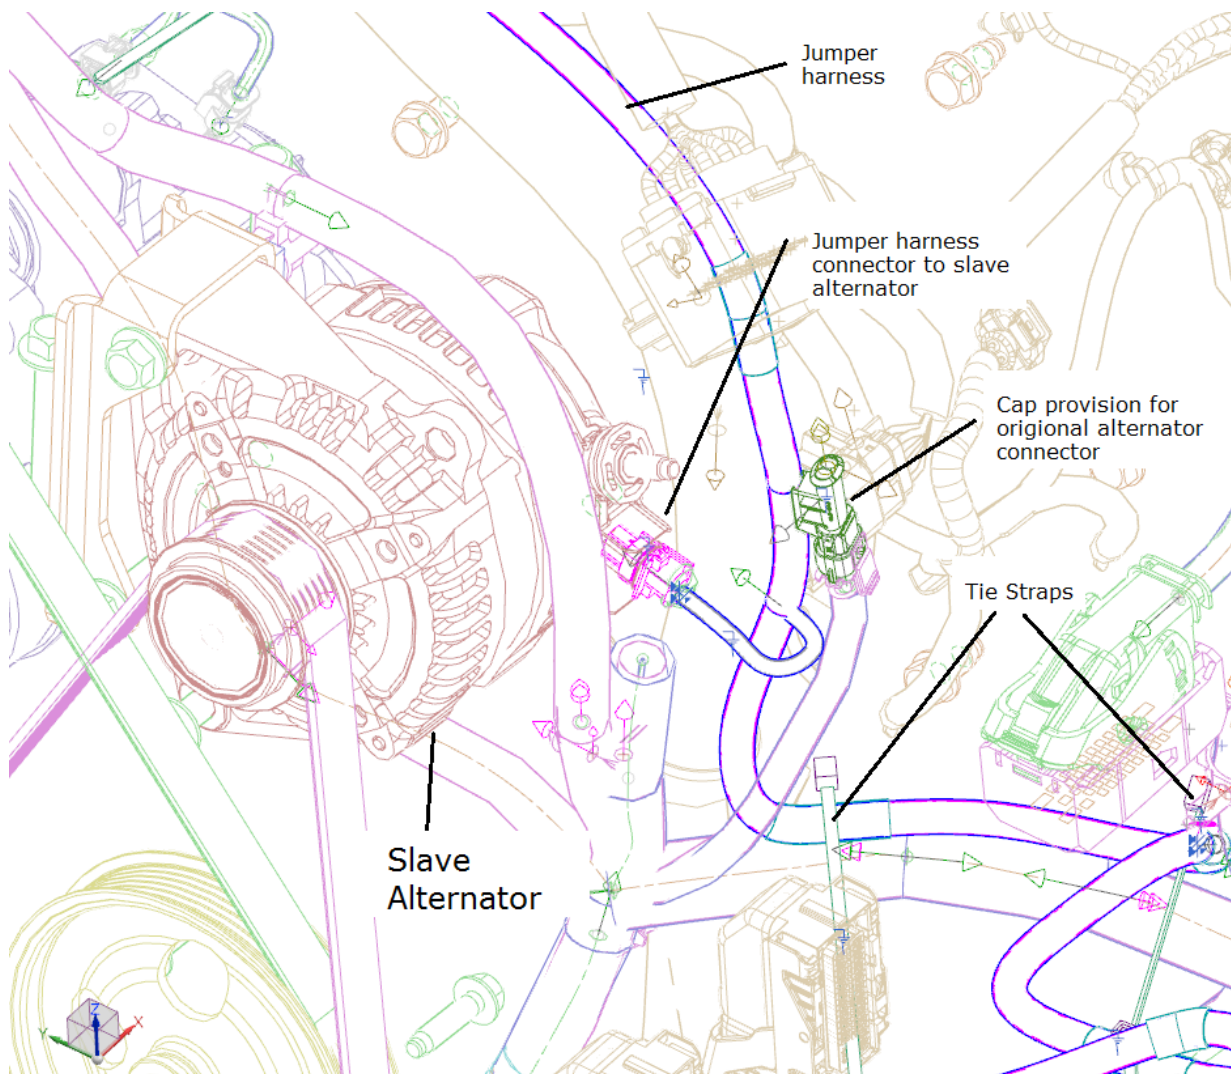 Jumper
harness
Jumper harness
connector to slave
alternator
Cap provision for
origional alternator
connector
Tie Straps
Slave
Alternator
Z
Y
X